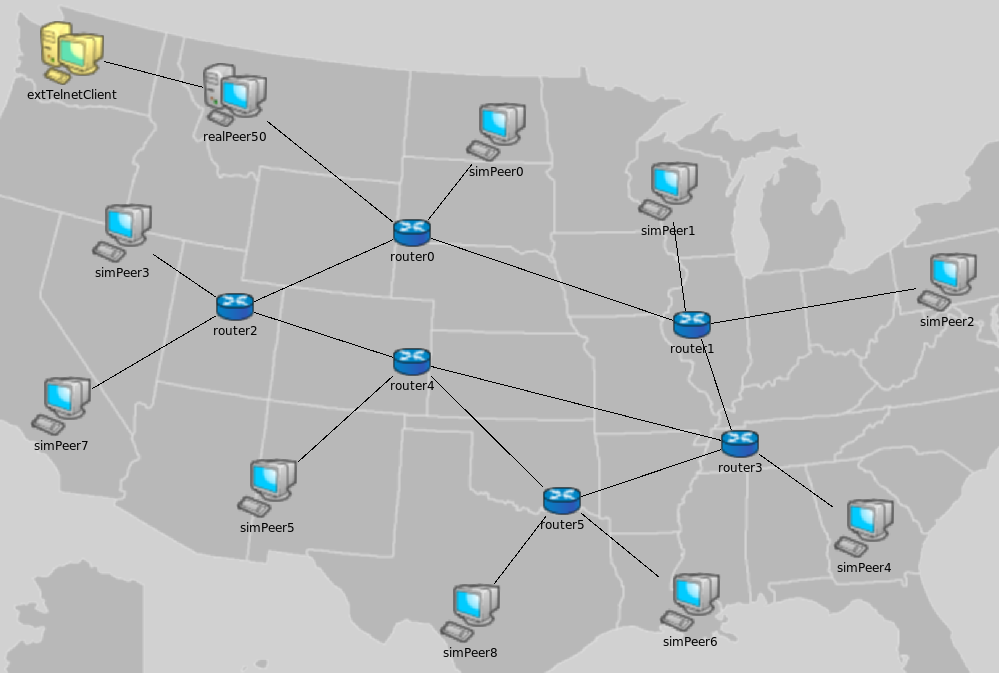 extTelnetClient
realPeer50
simPeer0
simPeer1
router0
simPeer3
simPeer2
router2
router1
router4
simPeer7
router3
simPeer5
router5
simPeer4
simPeer6
simPeer8